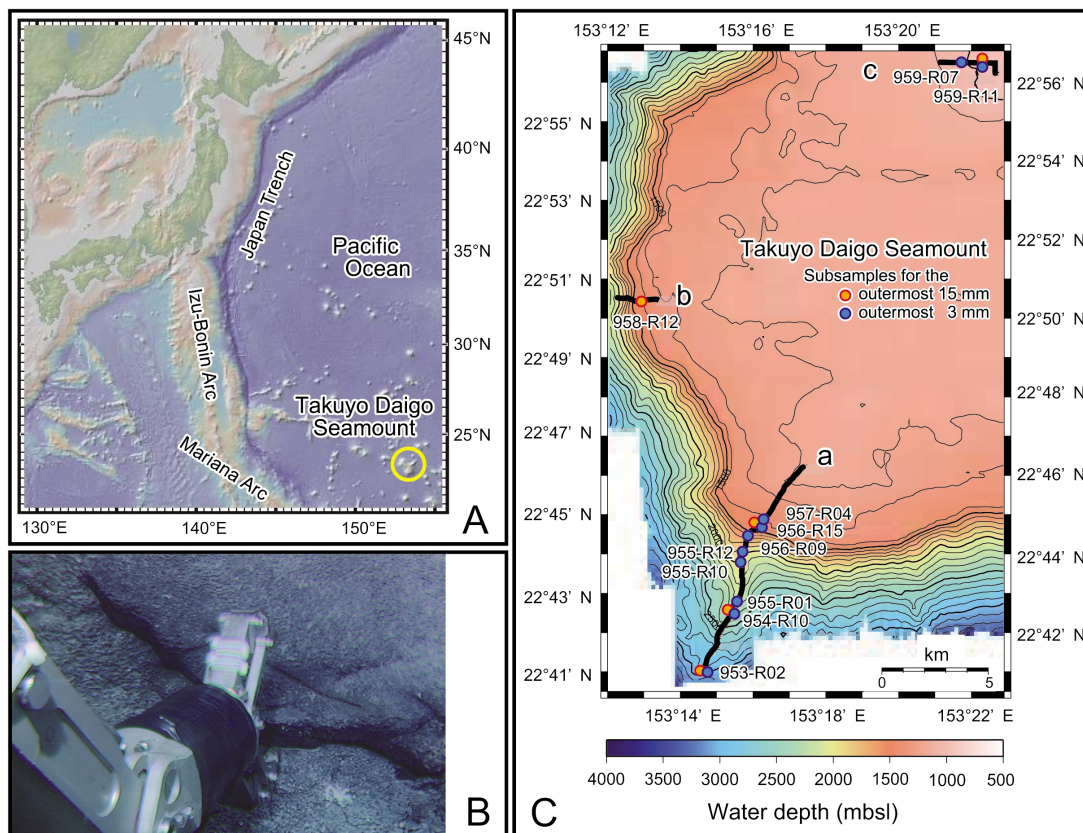 45°N
40°N
35°N
30°N
25°N
130°E
140°E
150°E
Japan Trench
Pacific
Ocean
Izu-Bonin Arc
Takuyo Daigo
Seamount
Mariana Arc
A
B
153°12’ E
153°16’ E
153°20’ E
c
959-R07
959-R11
22°56’ N
22°55’ N
22°54’ N
22°53’ N
22°52’ N
22°51’ N
22°50’ N
22°49’ N
22°48’ N
22°47’ N
22°46’ N
22°45’ N
22°44’ N
22°43’ N
22°42’ N
22°41’ N
1500
Takuyo Daigo Seamount
Subsamples for the
outermost 15 mm
outermost 3 mm
b
958-R12
a
1500
2000
957-R04
956-R15
956-R09
955-R12
955-R10
955-R01
954-R10
2500
953-R02
km
0 5
153°14’ E
153°18’ E
153°22’ E
4000 3500 3000 2500 2000 1500 1000 500
Water depth (mbsl)
C